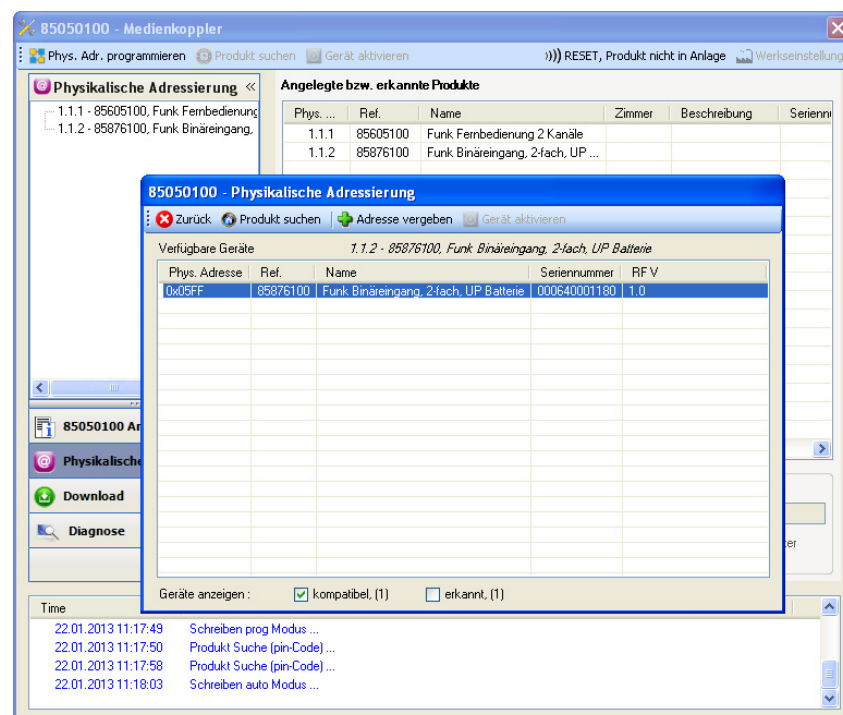 85050100 - Medienkoppler
Phys. Adr. programmieren Produkt suchen Gerät aktivieren RESET, Produkt nicht in Anlage Werkseinstellung
Physikalische Adressierung «
Angelegte bzw. erkannte Produkte
1.1.1 - 85605100, Funk Fernbedienung
1.1.2 - 85876100, Funk Binäreingang,
Phys. ... Ref. Name Zimmer Beschreibung Seriennu
1.1.1 85605100 Funk Fernbedienung 2 Kanäle
1.1.2 85876100 Funk Binäreingang, 2-fach, UP ...
85050100 - Physikalische Adressierung
Zurück Produkt suchen Adresse vergeben Gerät aktivieren
Verfügbare Geräte 1.1.2 - 85876100, Funk Binäreingang, 2-fach, UP Batterie
Phys. Adresse Ref. Name Seriennummer RF V
0x05FF 85876100 Funk Binäreingang, 2-fach, UP Batterie 000640001180 1.0
85050100 An
Physikalische
Download
Diagnose
Geräte anzeigen : kompatibel, (1) erkannt, (1)
Time
22.01.2013 11:17:49 Schreiben prog Modus ...
22.01.2013 11:17:50 Produkt Suche (pin-Code) ...
22.01.2013 11:17:58 Produkt Suche (pin-Code) ...
22.01.2013 11:18:03 Schreiben auto Modus ...